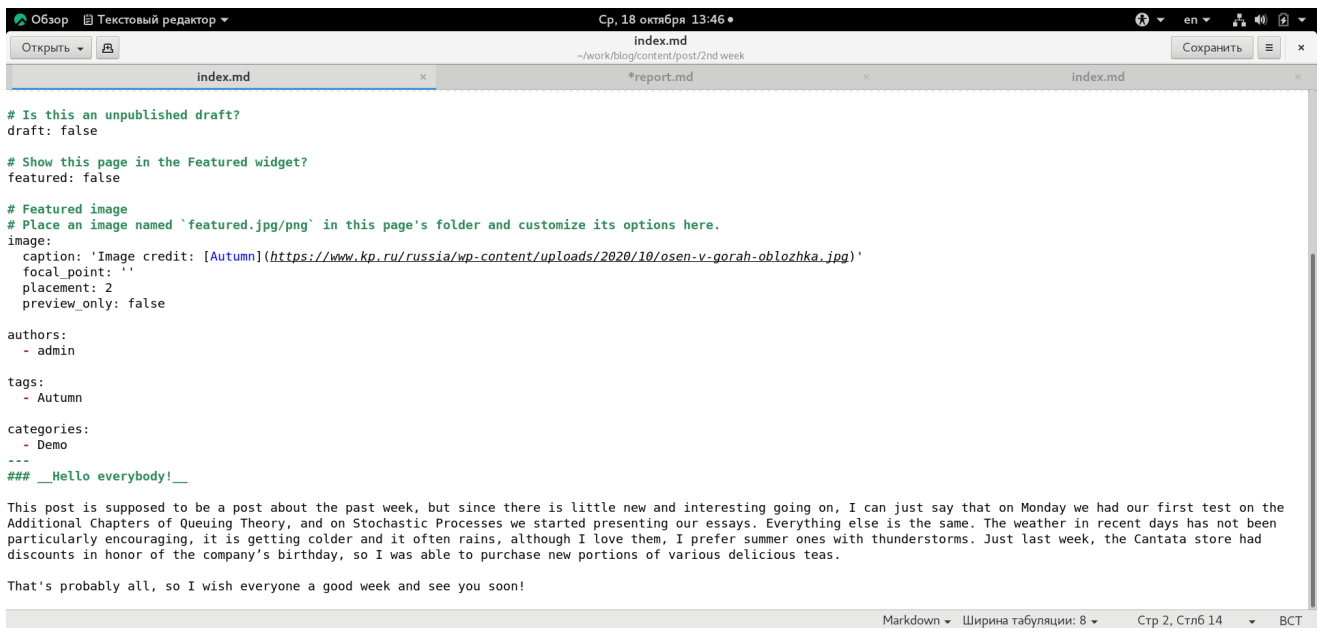 Обзор Текстовый редактор Ср, 18 октября 13:46 en
Открыть index.md Сохранить
~/work/blog/content/post/2nd week
index.md *report.md index.md
# Is this an unpublished draft?
draft: false
# Show this page in the Featured widget?
featured: false
# Featured image
# Place an image named `featured.jpg/png` in this page's folder and customize its options here.
image:
  caption: 'Image credit: [Autumn](https://www.kp.ru/russia/wp-content/uploads/2020/10/osen-v-gorah-oblozhka.jpg)'
  focal_point: ''
  placement: 2
  preview_only: false
authors:
  - admin
tags:
  - Autumn
categories:
  - Demo
---
### __Hello everybody!__
This post is supposed to be a post about the past week, but since there is little new and interesting going on, I can just say that on Monday we had our first test on the
Additional Chapters of Queuing Theory, and on Stochastic Processes we started presenting our essays. Everything else is the same. The weather in recent days has not been
particularly encouraging, it is getting colder and it often rains, although I love them, I prefer summer ones with thunderstorms. Just last week, the Cantata store had
discounts in honor of the company’s birthday, so I was able to purchase new portions of various delicious teas.
That's probably all, so I wish everyone a good week and see you soon!
Markdown Ширина табуляции: 8 Стр 2, Стлб 14 ВСТ